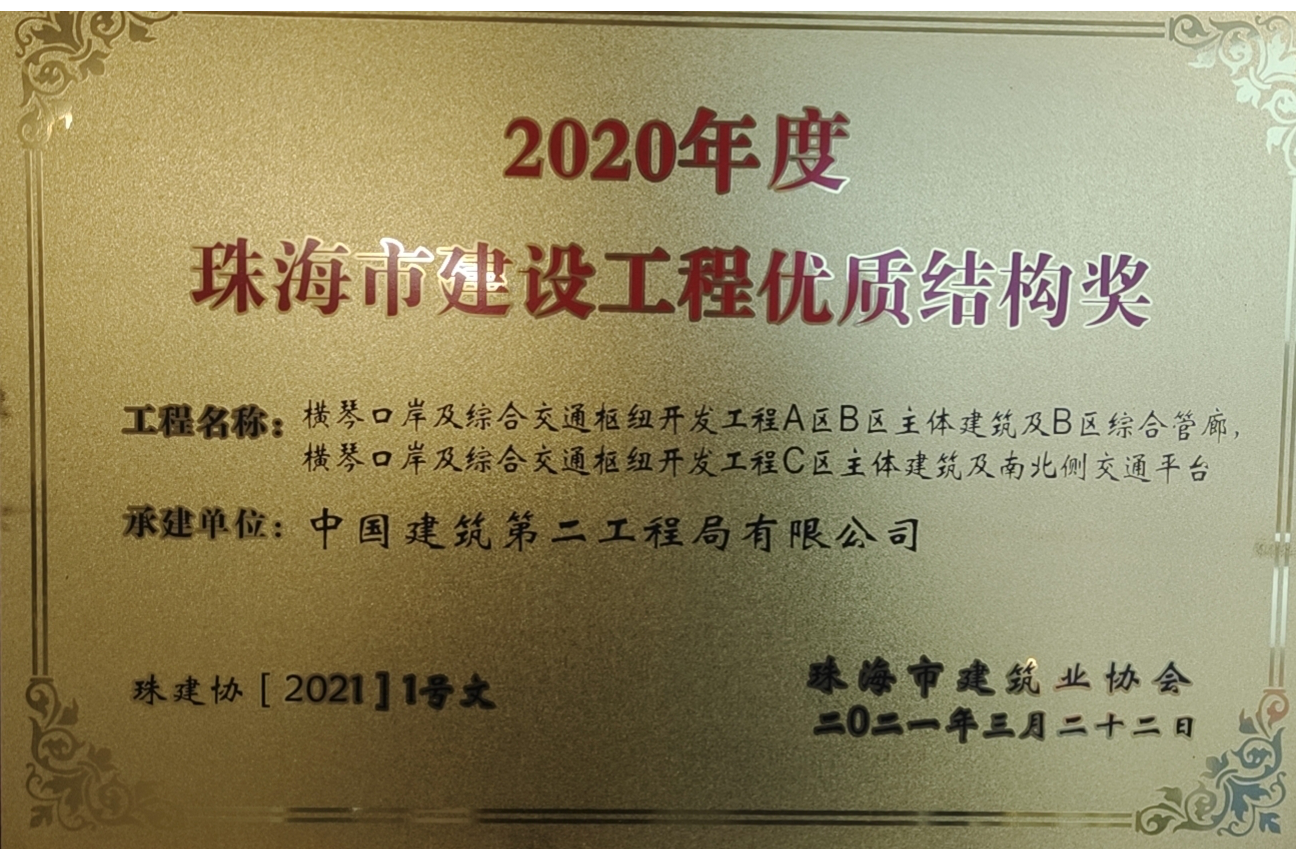 2020年度
珠海市建设工程优质结构奖
工程名称：横琴口岸及综合交通枢纽开发工程A区B区主体建筑及B区综合管廊，
横琴口岸及综合交通枢纽开发工程C区主体建筑及南北侧交通平台
承建单位：中国建筑第二工程局有限公司
珠建协［2021］1号文
珠海市建筑业协会
二0二一年三月二十二日